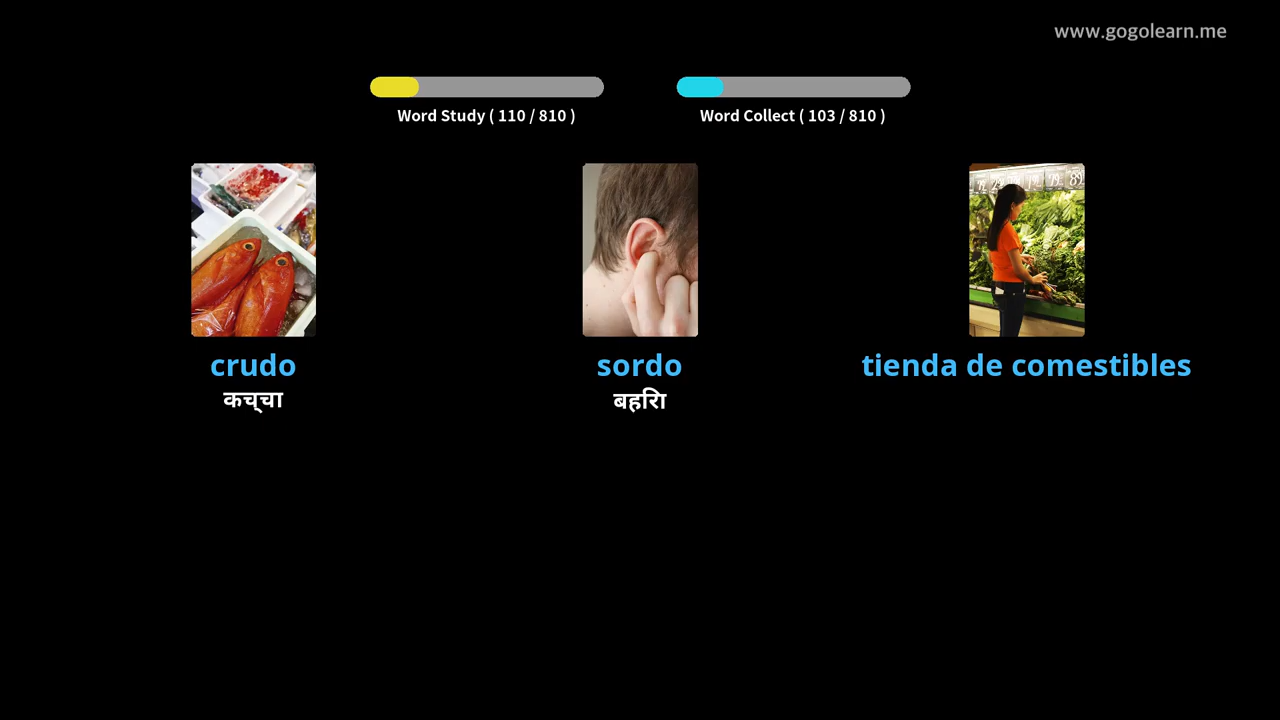 www.gogolearn.me
Word Study ( 110 / 810 )
Word Collect ( 103 / 810 )
crudo
कच्चा
sordo
बहरिा
tienda de comestibles